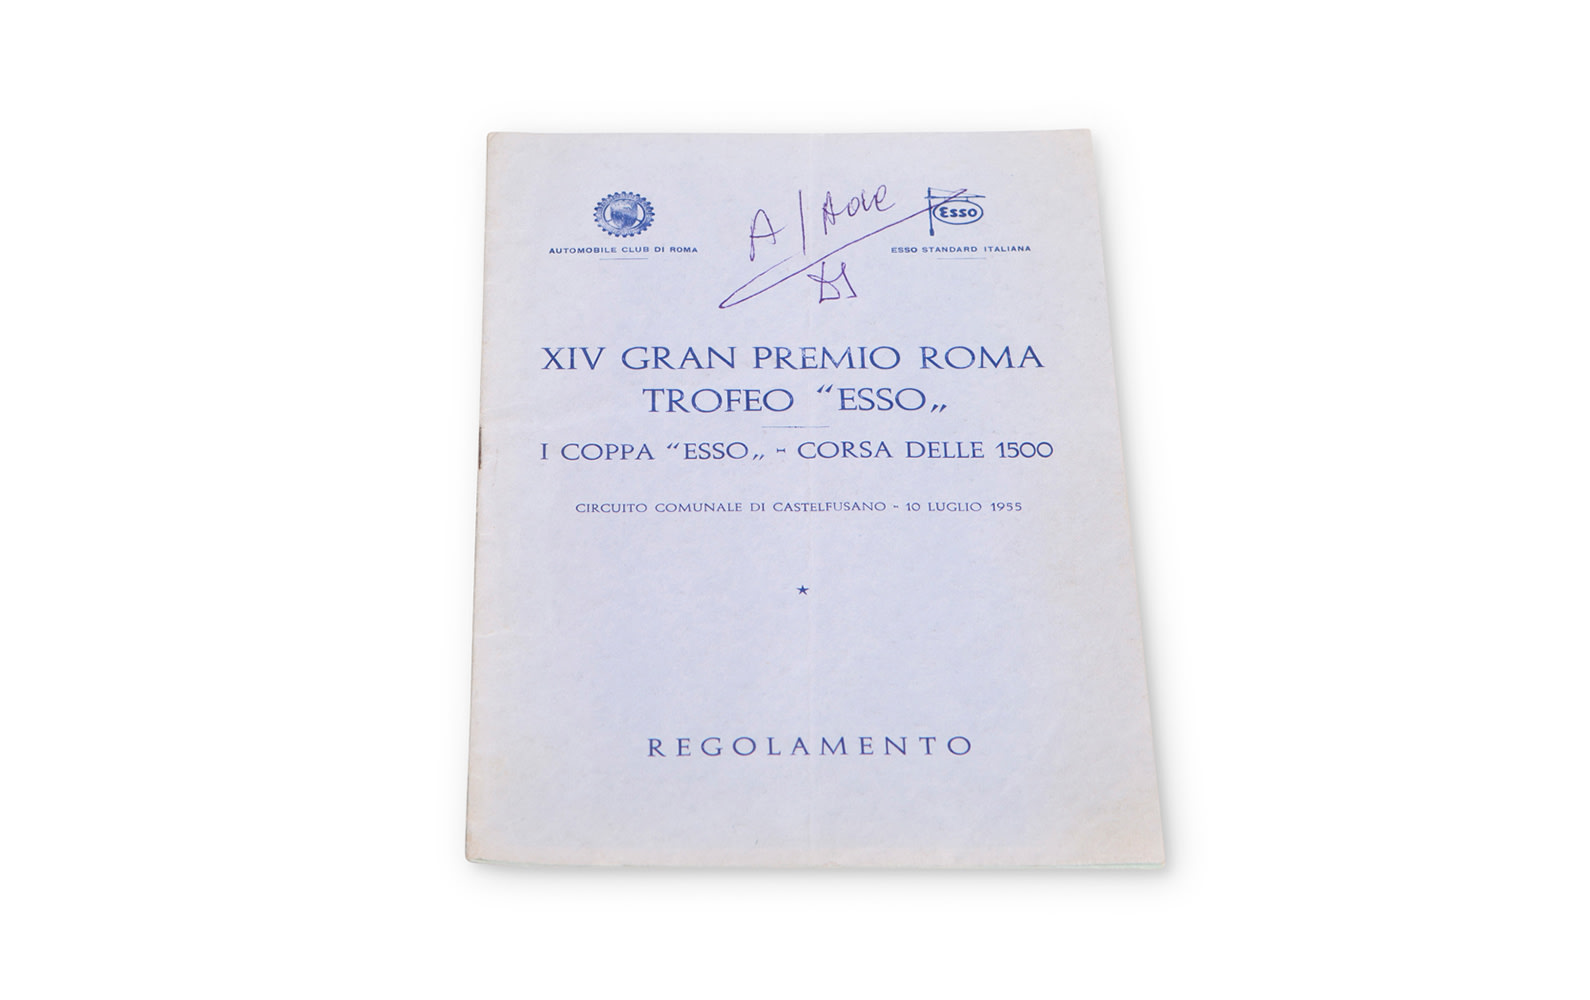 Esso
AUTOMOBILE CLUB DI ROMA
ESSO STANDARD ITALIANA
XIV GRAN PREMIO ROMA
TROFEO “ESSO„
I COPPA “ESSO„ - CORSA DELLE 1500
CIRCUITO COMUNALE DI CASTELFUSANO - 10 LUGLIO 1955
REGOLAMENTO